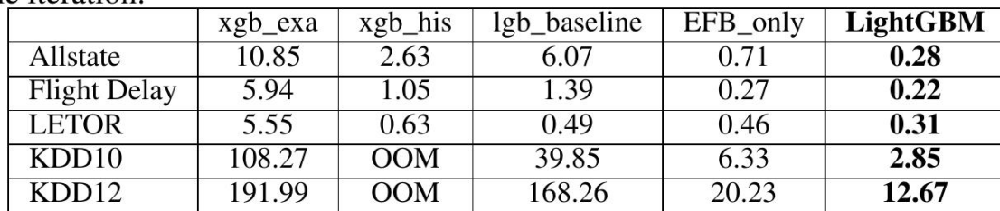 xgb_exa xgb_his lgb_baseline EFB_only LightGBM
Allstate 10.85 2.63 6.07 0.71 0.28
Flight Delay 5.94 1.05 1.39 0.27 0.22
LETOR 5.55 0.63 0.49 0.46 0.31
KDD10 108.27 OOM 39.85 6.33 2.85
KDD12 191.99 OOM 168.26 20.23 12.67